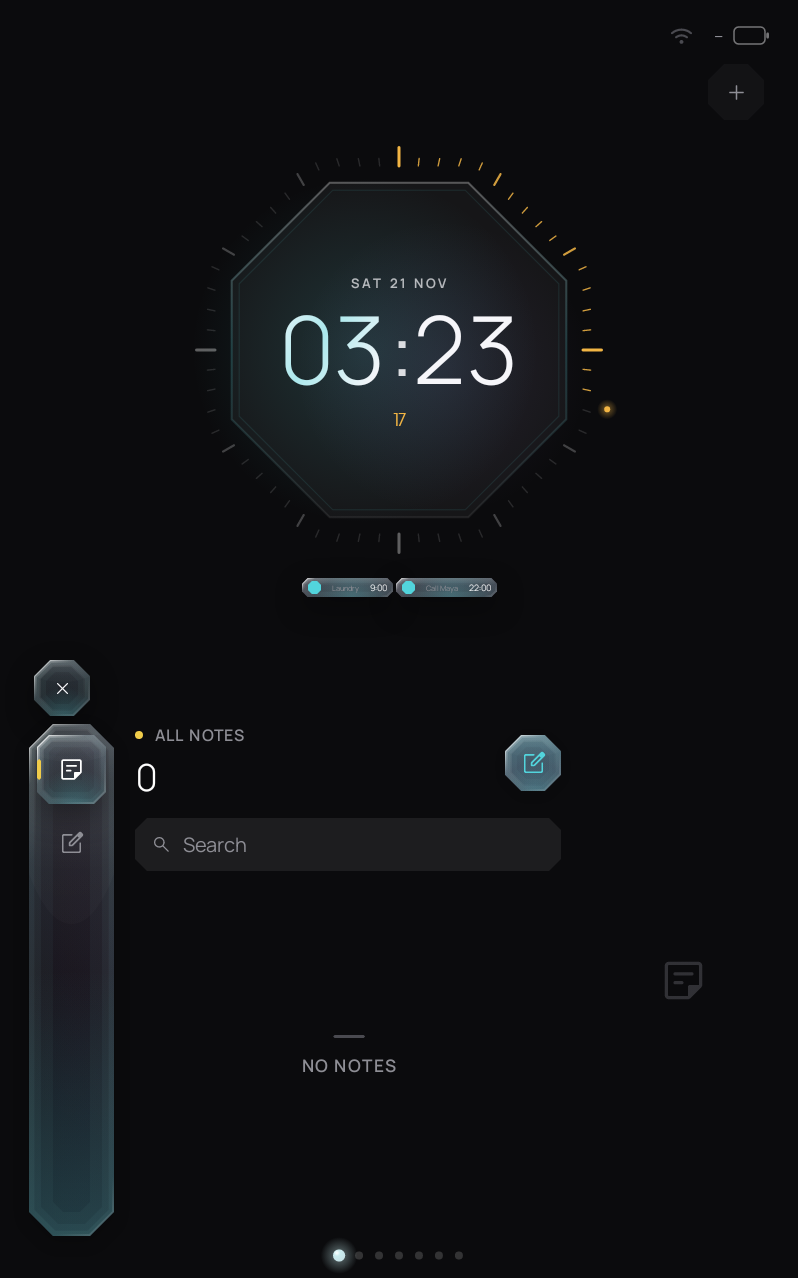 SAT 21 NOV
03:23
17
Laundry 9:00 Call Maya 22:00
ALL NOTES
0
Search
NO NOTES